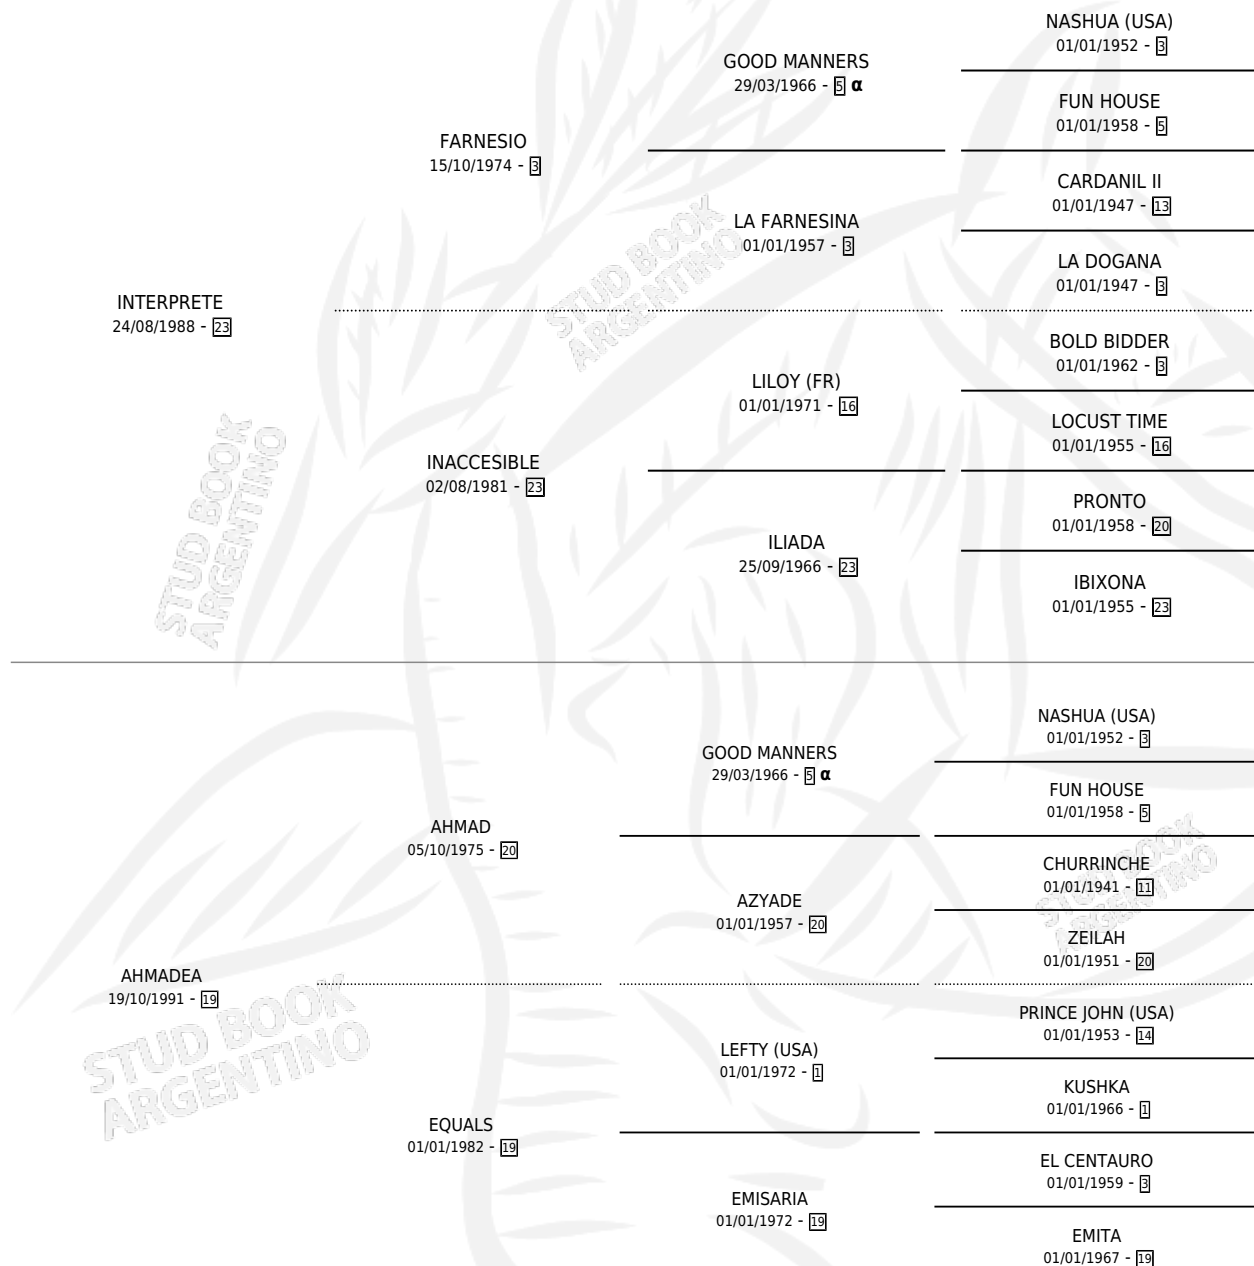 NASHUA (USA)
01/01/1952 - 3
GOOD MANNERS
29/03/1966 - 5 α
FUN HOUSE
01/01/1958 - 5
FARNESIO
15/10/1974 - 3
CARDANIL II
01/01/1947 - 13
LA FARNESINA
01/01/1957 - 3
LA DOGANA
01/01/1947 - 3
INTERPRETE
24/08/1988 - 23
BOLD BIDDER
01/01/1962 - 3
LILOY (FR)
01/01/1971 - 16
LOCUST TIME
01/01/1955 - 16
INACCESIBLE
02/08/1981 - 23
PRONTO
01/01/1958 - 20
ILIADA
25/09/1966 - 23
IBIXONA
01/01/1955 - 23
STUD BOOK
ARGENTINO
STUD BOOK
ARGENTINO
NASHUA (USA)
01/01/1952 - 3
GOOD MANNERS
29/03/1966 - 5 α
FUN HOUSE
01/01/1958 - 5
AHMAD
05/10/1975 - 20
CHURRINCHE
01/01/1941 - 11
AZYADE
01/01/1957 - 20
ZEILAH
01/01/1951 - 20
AHMADEA
19/10/1991 - 19
PRINCE JOHN (USA)
01/01/1953 - 14
LEFTY (USA)
01/01/1972 - 1
KUSHKA
01/01/1966 - 1
EQUALS
01/01/1982 - 19
EL CENTAURO
01/01/1959 - 3
EMISARIA
01/01/1972 - 19
EMITA
01/01/1967 - 19
STUD BOOK
ARGENTINO
STUD BOOK
ARGENTINO